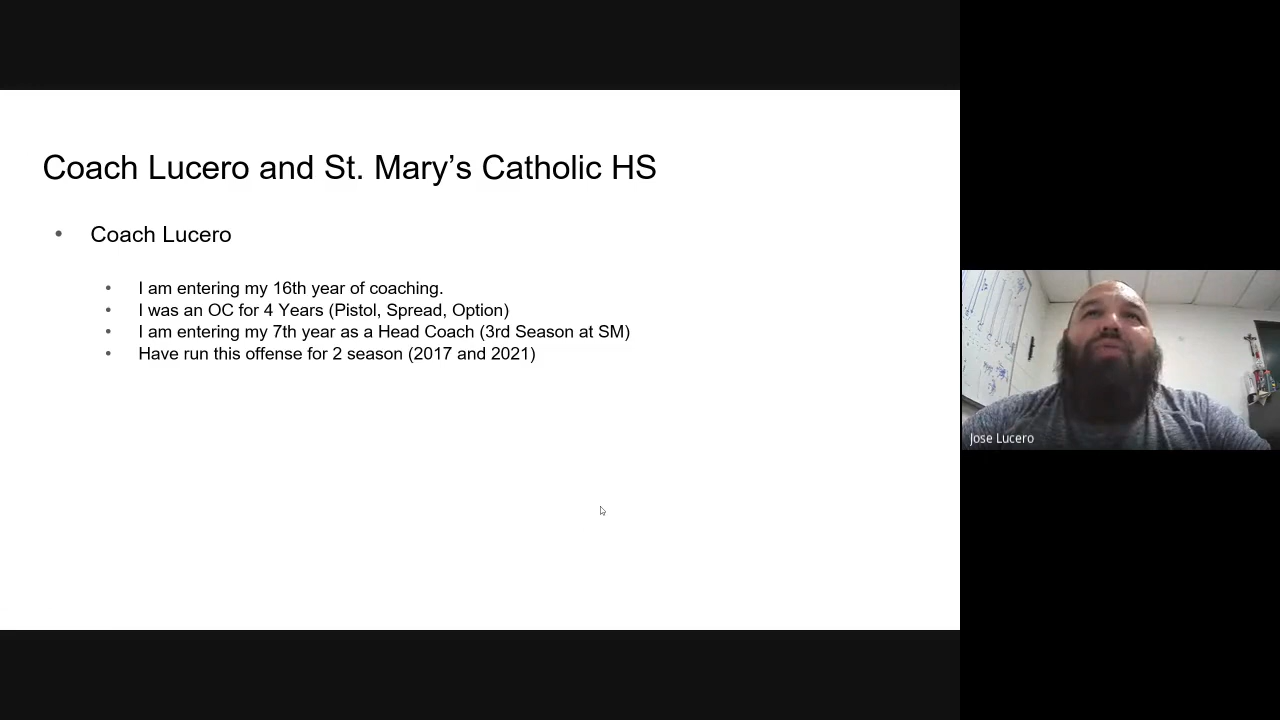 Coach Lucero and St. Mary’s Catholic HS
• Coach Lucero
• I am entering my 16th year of coaching.
• I was an OC for 4 Years (Pistol, Spread, Option)
• I am entering my 7th year as a Head Coach (3rd Season at SM)
• Have run this offense for 2 season (2017 and 2021)
Jose Lucero